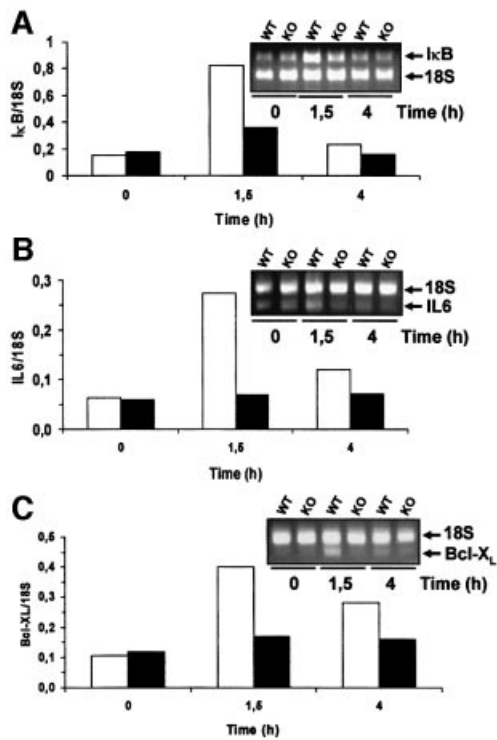 A
WT KO WT KO WT KO
IκB
18S
0 1,5 4 Time (h)
IκB/18S
1
0,8
0,6
0,4
0,2
0
0 1,5 4
Time (h)
B
WT KO WT KO WT KO
18S
IL6
0 1,5 4 Time (h)
IL6/18S
0,3
0,2
0,1
0,0
0 1,5 4
Time (h)
C
WT KO WT KO WT KO
18S
Bcl-XL
0 1,5 4 Time (h)
Bcl-XL/18S
0,5
0,4
0,3
0,2
0,1
0,0
0 1,5 4
Time (h)